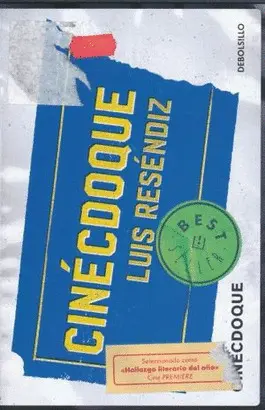 CINÉCDOQUE
LUIS RESÉNDIZ
BEST
SELLER
DEBOLSILLO
CINÉCDOQUE
Seleccionado como
«Hallazgo literario del año»
Cine PREMIERE